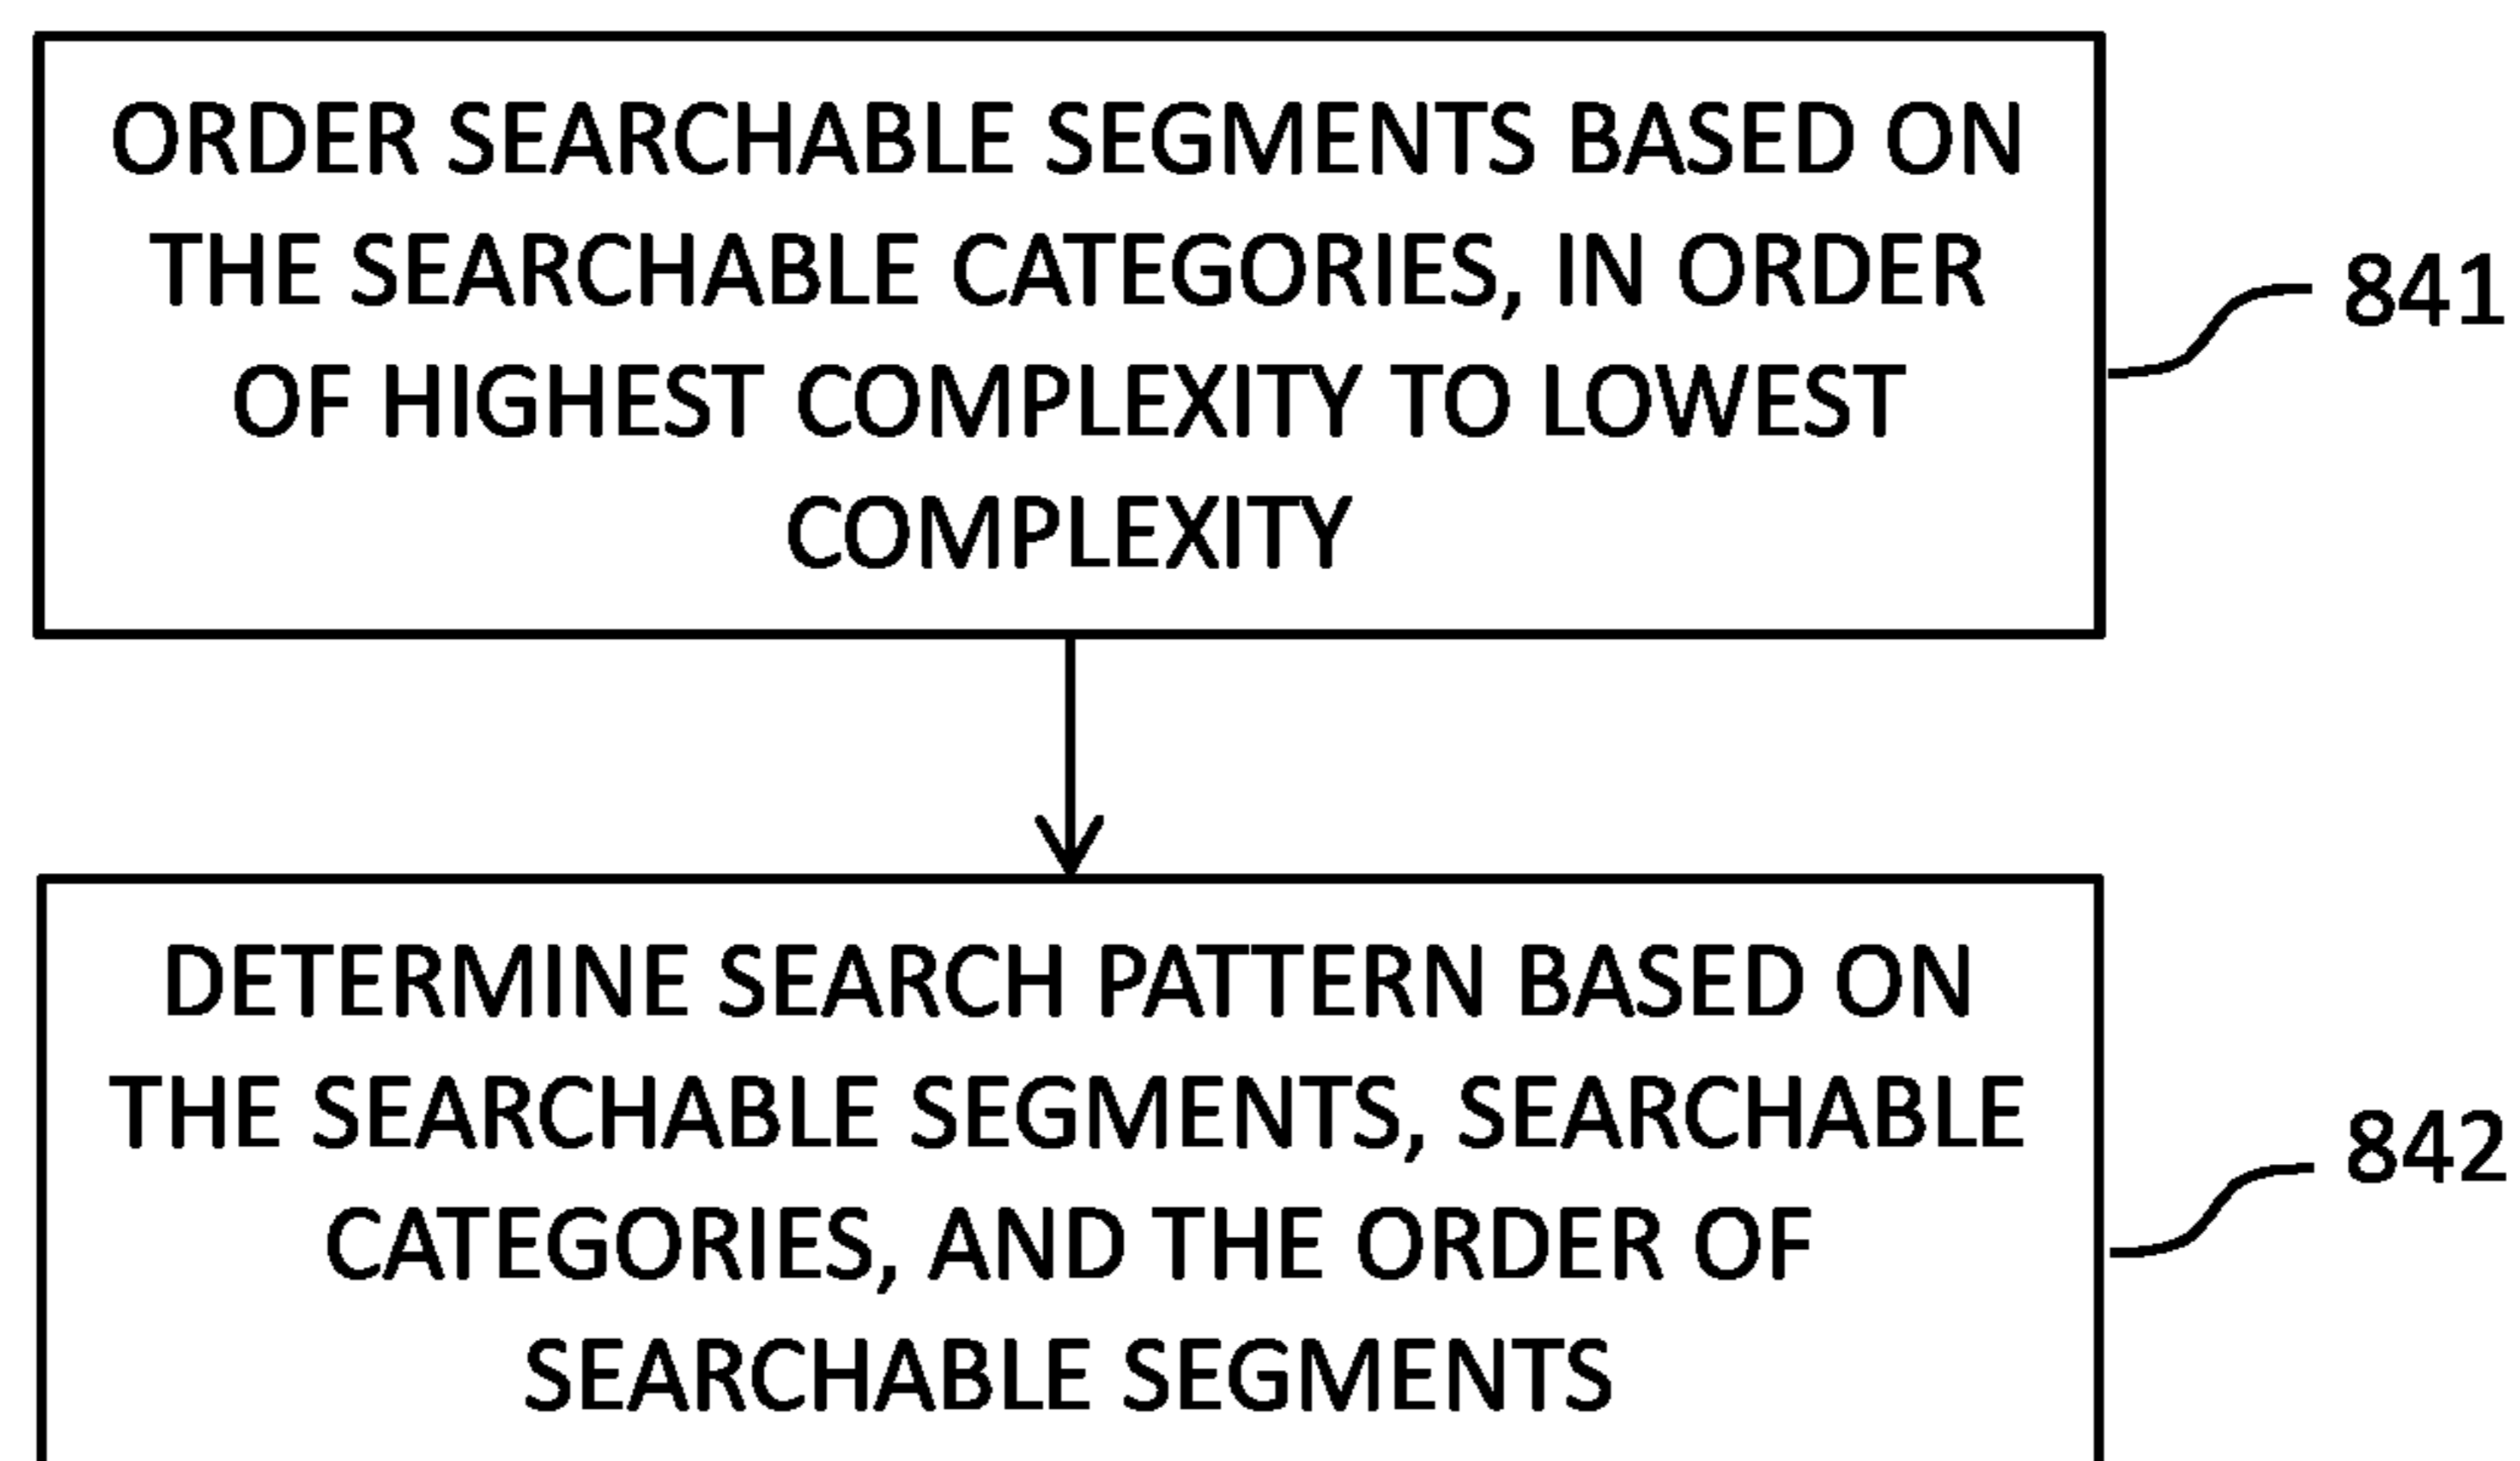 ORDER SEARCHABLE SEGMENTS BASED ON
THE SEARCHABLE CATEGORIES, IN ORDER
OF HIGHEST COMPLEXITY TO LOWEST
COMPLEXITY
841
DETERMINE SEARCH PATTERN BASED ON
THE SEARCHABLE SEGMENTS, SEARCHABLE
CATEGORIES, AND THE ORDER OF
SEARCHABLE SEGMENTS
842